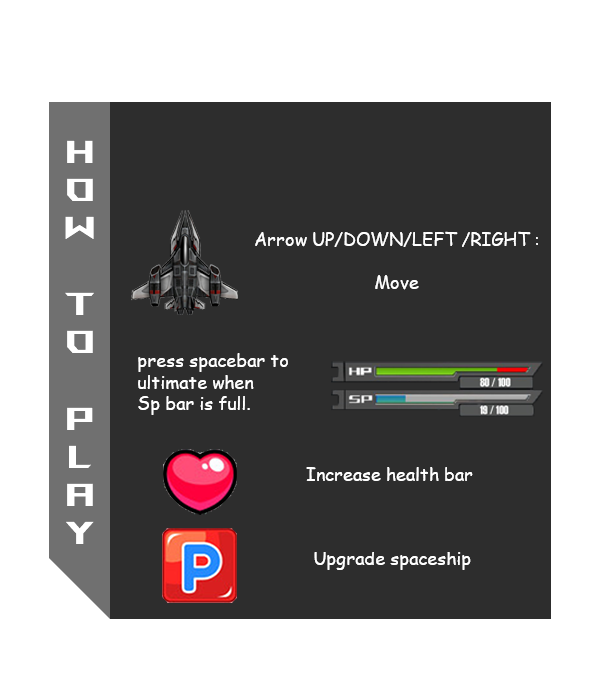 HOW TO PLAY
Arrow UP/DOWN/LEFT /RIGHT :
Move
press spacebar to
ultimate when
Sp bar is full.
HP
80 / 100
SP
19 / 100
Increase health bar
P
Upgrade spaceship